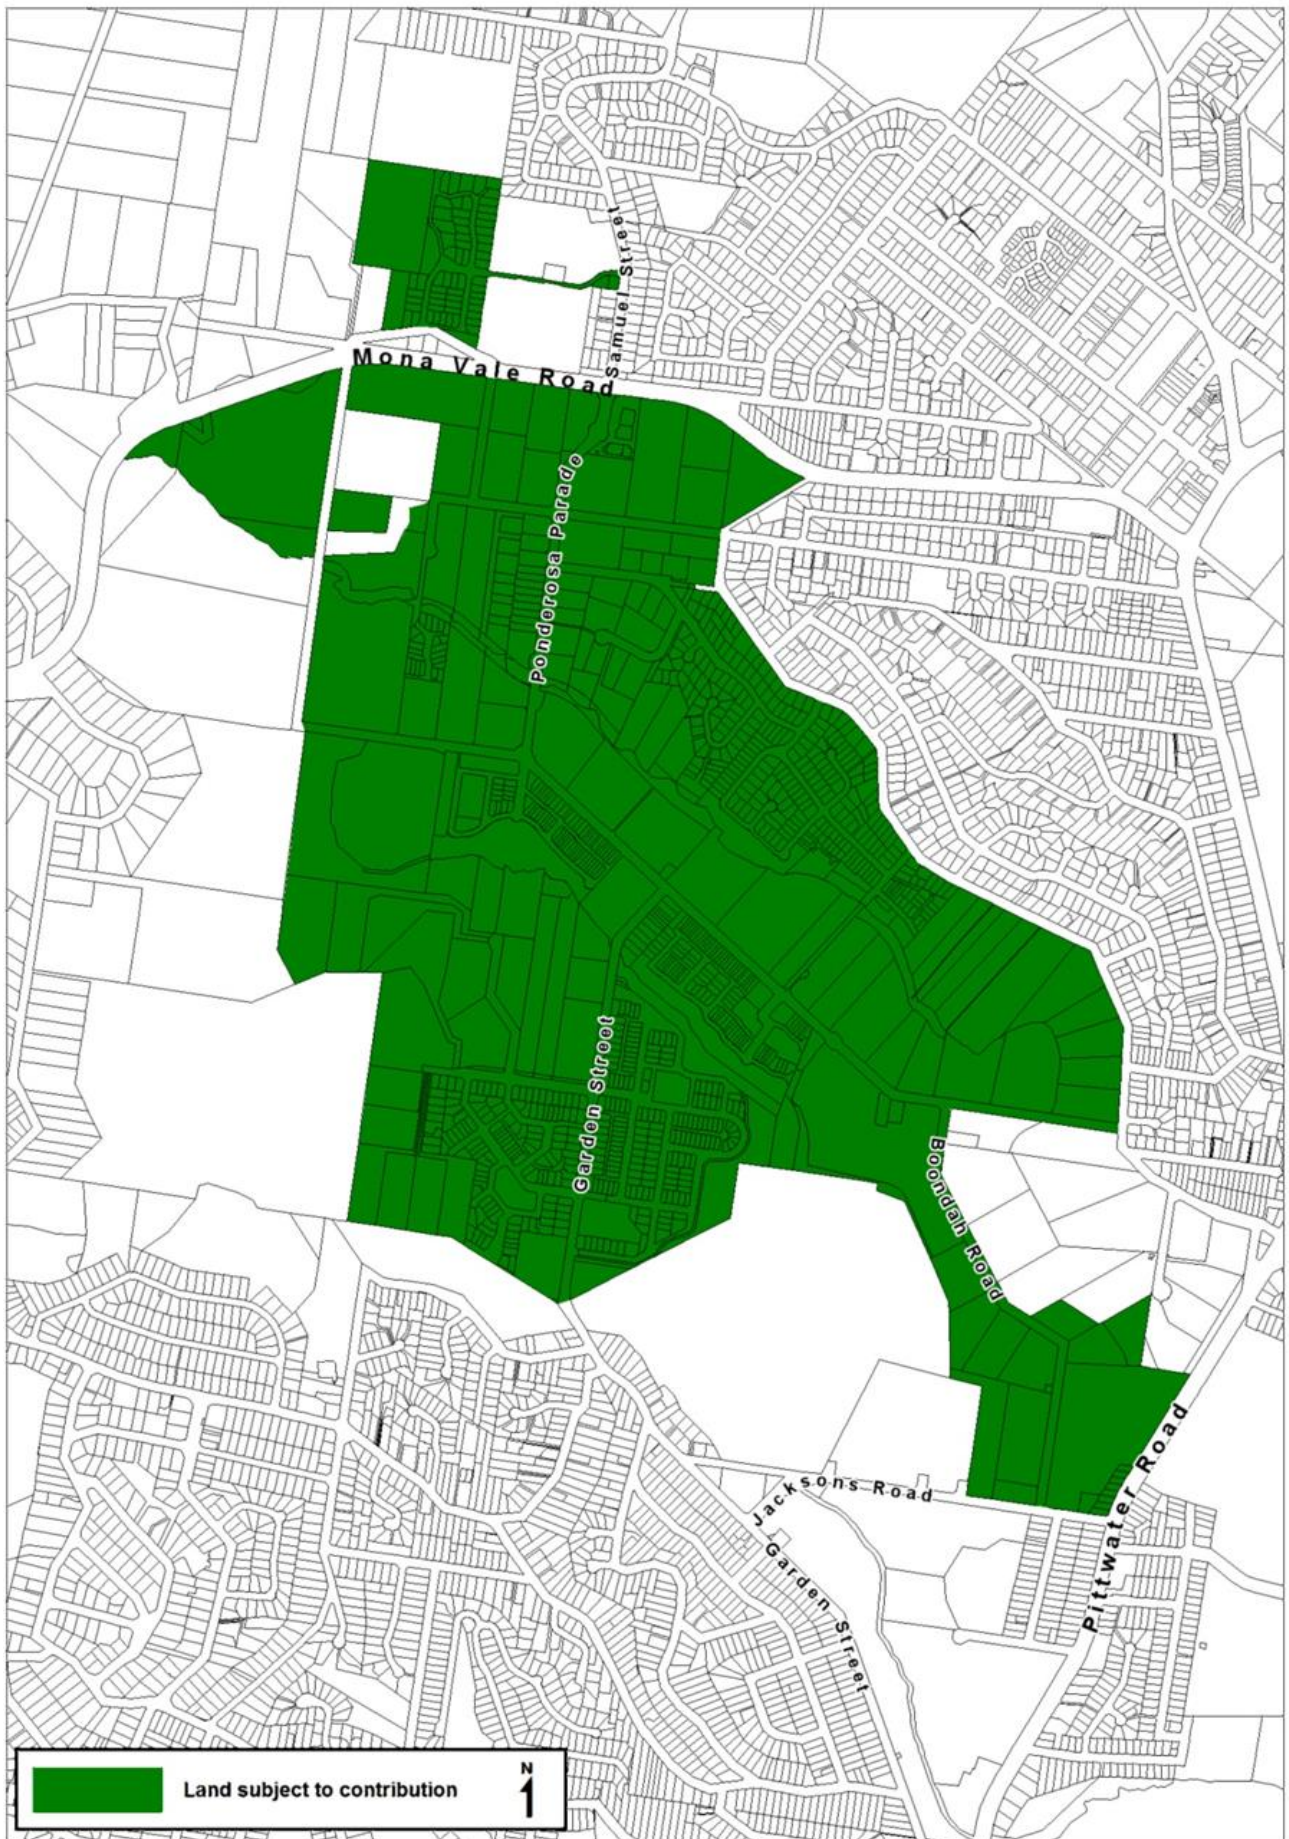 Samuel Street
Mona Vale Road
Ponderosa Parade
Garden Street
Boondah Road
Pittwater Road
Jacksons Road
Garden Street
Land subject to contribution
N